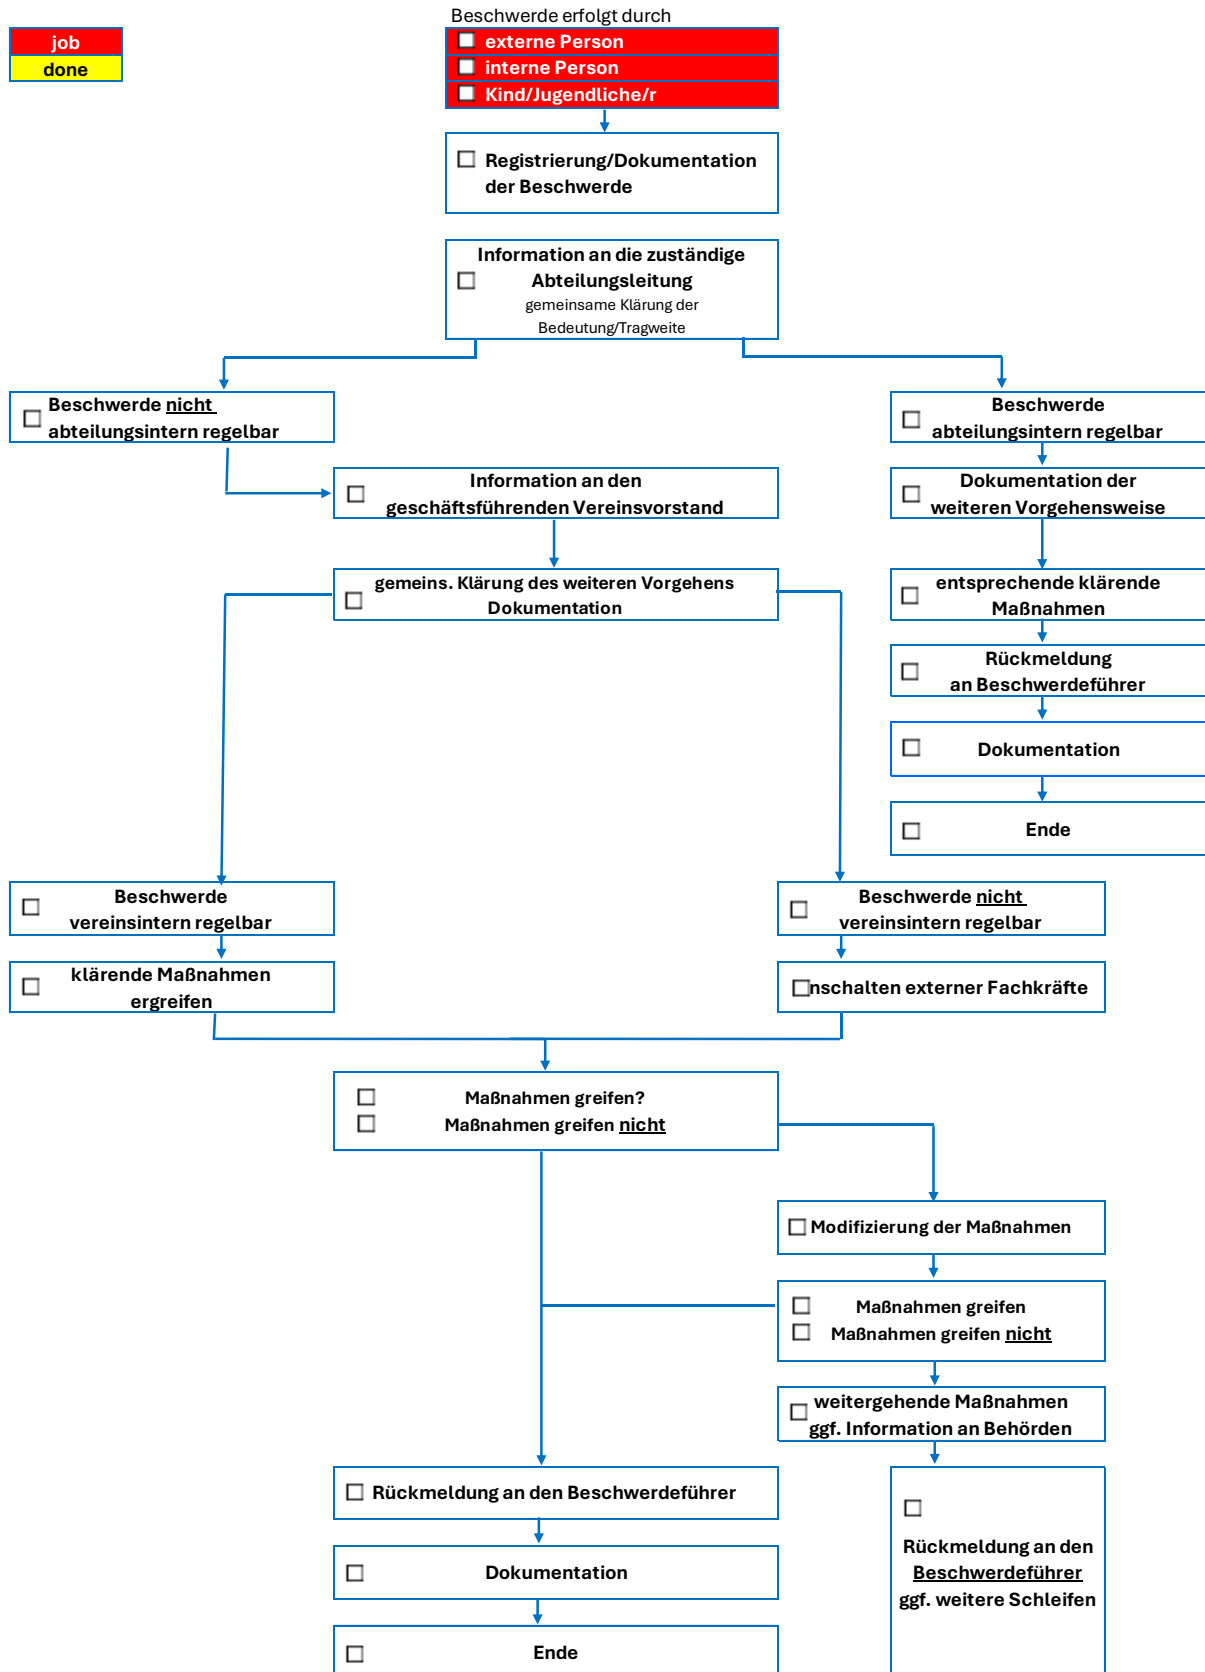 Beschwerde erfolgt durch
job
done
externe Person
interne Person
Kind/Jugendliche/r
Registrierung/Dokumentation
der Beschwerde
Information an die zuständige
Abteilungsleitung
gemeinsame Klärung der
Bedeutung/Tragweite
Beschwerde nicht
abteilungsintern regelbar
Beschwerde
abteilungsintern regelbar
Information an den
geschäftsführenden Vereinsvorstand
Dokumentation der
weiteren Vorgehensweise
gemeins. Klärung des weiteren Vorgehens
Dokumentation
entsprechende klärende
Maßnahmen
Rückmeldung
an Beschwerdeführer
Dokumentation
Ende
Beschwerde
vereinsintern regelbar
Beschwerde nicht
vereinsintern regelbar
klärende Maßnahmen
ergreifen
nschalten externer Fachkräfte
Maßnahmen greifen?
Maßnahmen greifen nicht
Modifizierung der Maßnahmen
Maßnahmen greifen
Maßnahmen greifen nicht
weitergehende Maßnahmen
ggf. Information an Behörden
Rückmeldung an den Beschwerdeführer
Rückmeldung an den
Beschwerdeführer
ggf. weitere Schleifen
Dokumentation
Ende